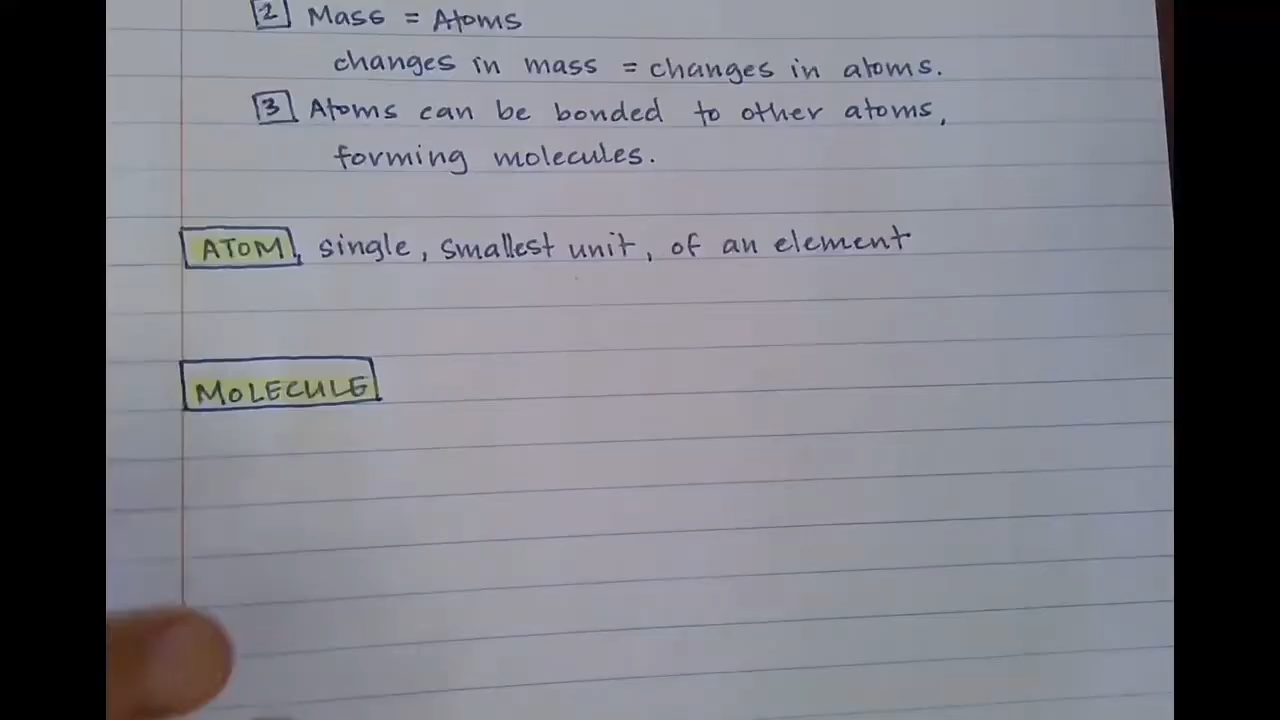 2 Mass = Atoms
changes in mass = changes in atoms.
3 Atoms can be bonded to other atoms,
forming molecules.
ATOM, single, smallest unit, of an element
MOLECULE